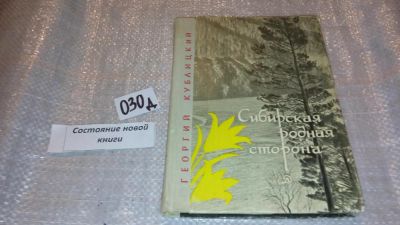 030д
Состояние новой
книги
ГЕОРГИЙ КУБЛИЦКИЙ
Сибирская
родная
сторона